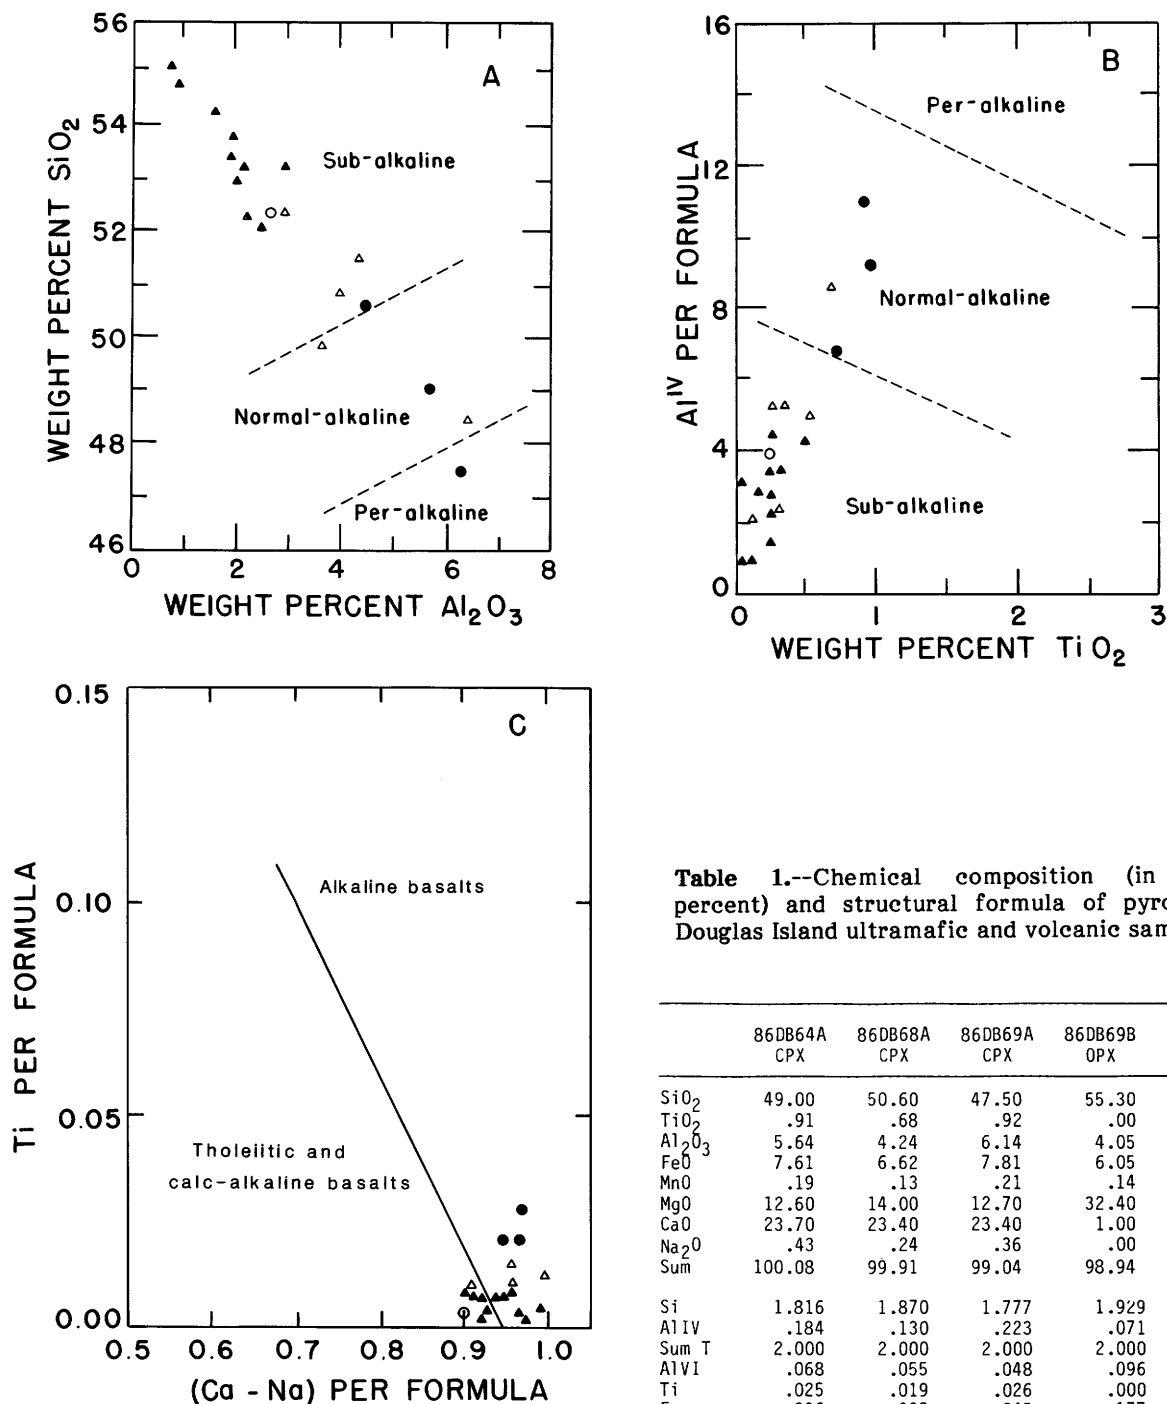 56
54
52
50
48
46
WEIGHT PERCENT SiO2
A
Sub-alkaline
Normal-alkaline
Per-alkaline
0 2 4 6 8
WEIGHT PERCENT Al2O3
16
12
8
4
0
AlIV PER FORMULA
B
Per-alkaline
Normal-alkaline
Sub-alkaline
0 1 2 3
WEIGHT PERCENT TiO2
0.15
0.10
0.05
0.00
Ti PER FORMULA
C
Alkaline basalts
Tholeiitic and
calc-alkaline basalts
0.5 0.6 0.7 0.8 0.9 1.0
(Ca - Na) PER FORMULA
Table 1.--Chemical composition (in
percent) and structural formula of pyro
Douglas Island ultramafic and volcanic sam
86DB64A 86DB68A 86DB69A 86DB69B
CPX CPX CPX OPX
SiO2 49.00 50.60 47.50 55.30
TiO2 .91 .68 .92 .00
Al2O3 5.64 4.24 6.14 4.05
FeO 7.61 6.62 7.81 6.05
MnO .19 .13 .21 .14
MgO 12.60 14.00 12.70 32.40
CaO 23.70 23.40 23.40 1.00
Na2O .43 .24 .36 .00
Sum 100.08 99.91 99.04 98.94
Si 1.816 1.870 1.777 1.929
AlIV .184 .130 .223 .071
Sum T 2.000 2.000 2.000 2.000
AlVI .068 .055 .048 .096
Ti .025 .019 .026 .000